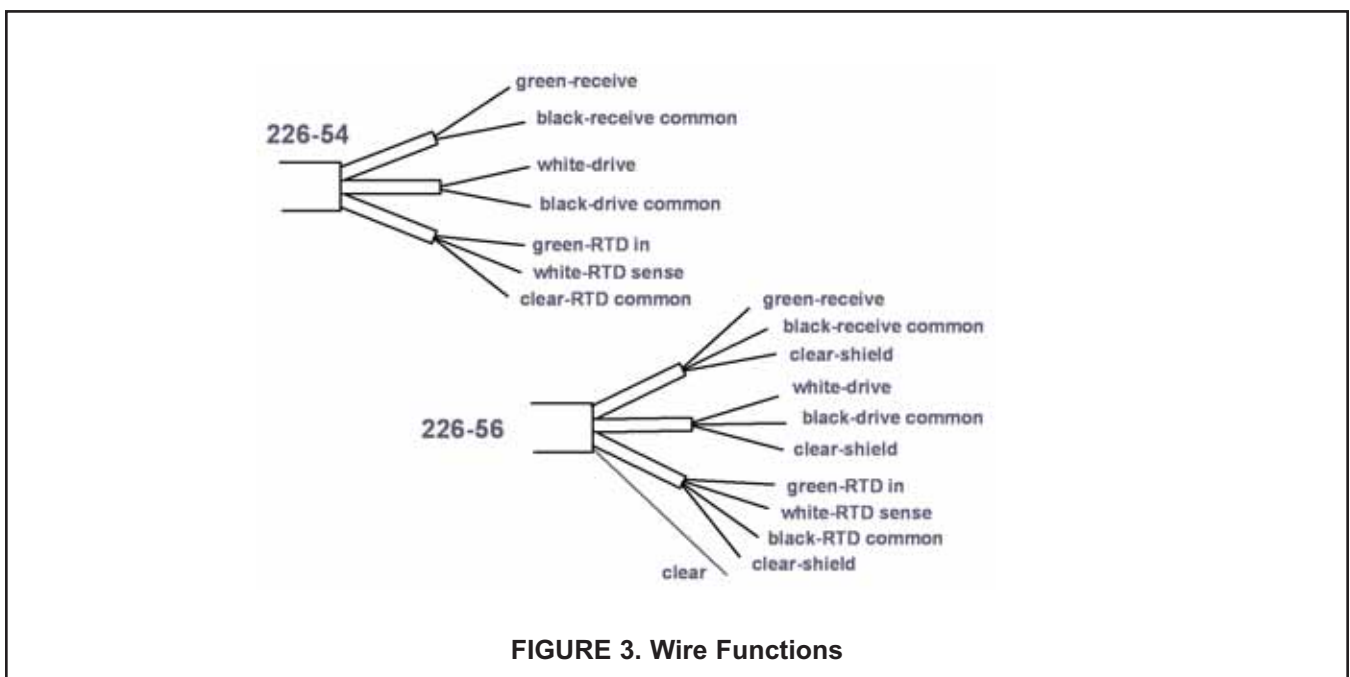 226-54
green-receive
black-receive common
white-drive
black-drive common
green-RTD in
white-RTD sense
clear-RTD common
226-56
green-receive
black-receive common
clear-shield
white-drive
black-drive common
clear-shield
green-RTD in
white-RTD sense
black-RTD common
clear-shield
clear
FIGURE 3. Wire Functions